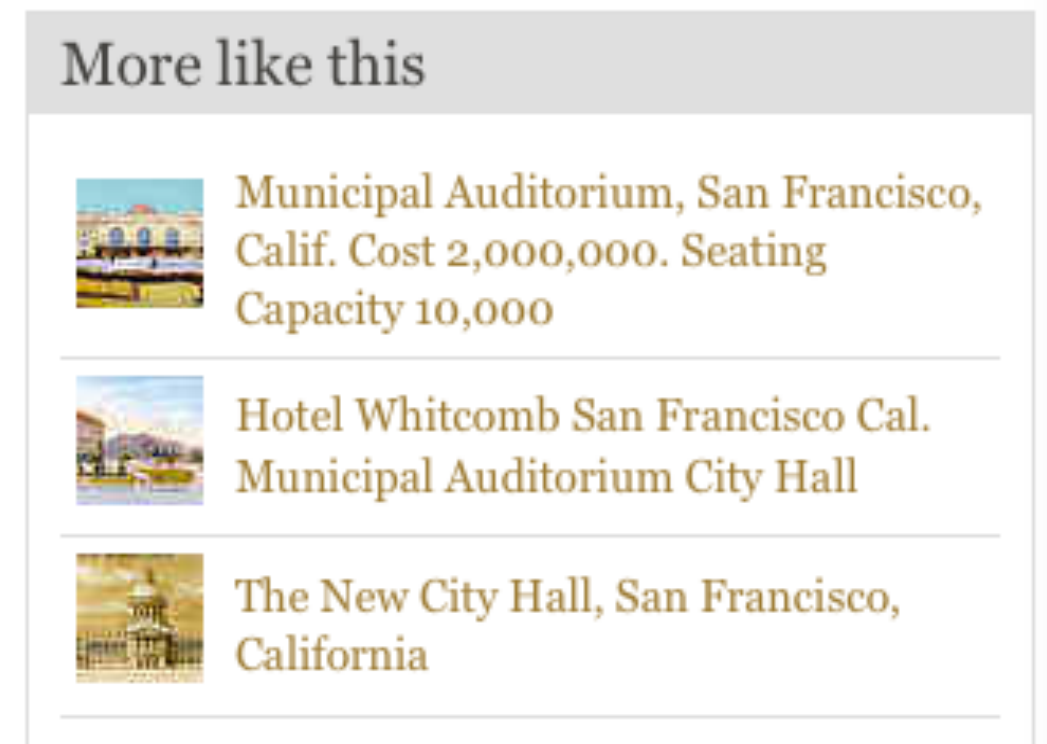 More like this
Municipal Auditorium, San Francisco,
Calif. Cost 2,000,000. Seating
Capacity 10,000
Hotel Whitcomb San Francisco Cal.
Municipal Auditorium City Hall
The New City Hall, San Francisco,
California